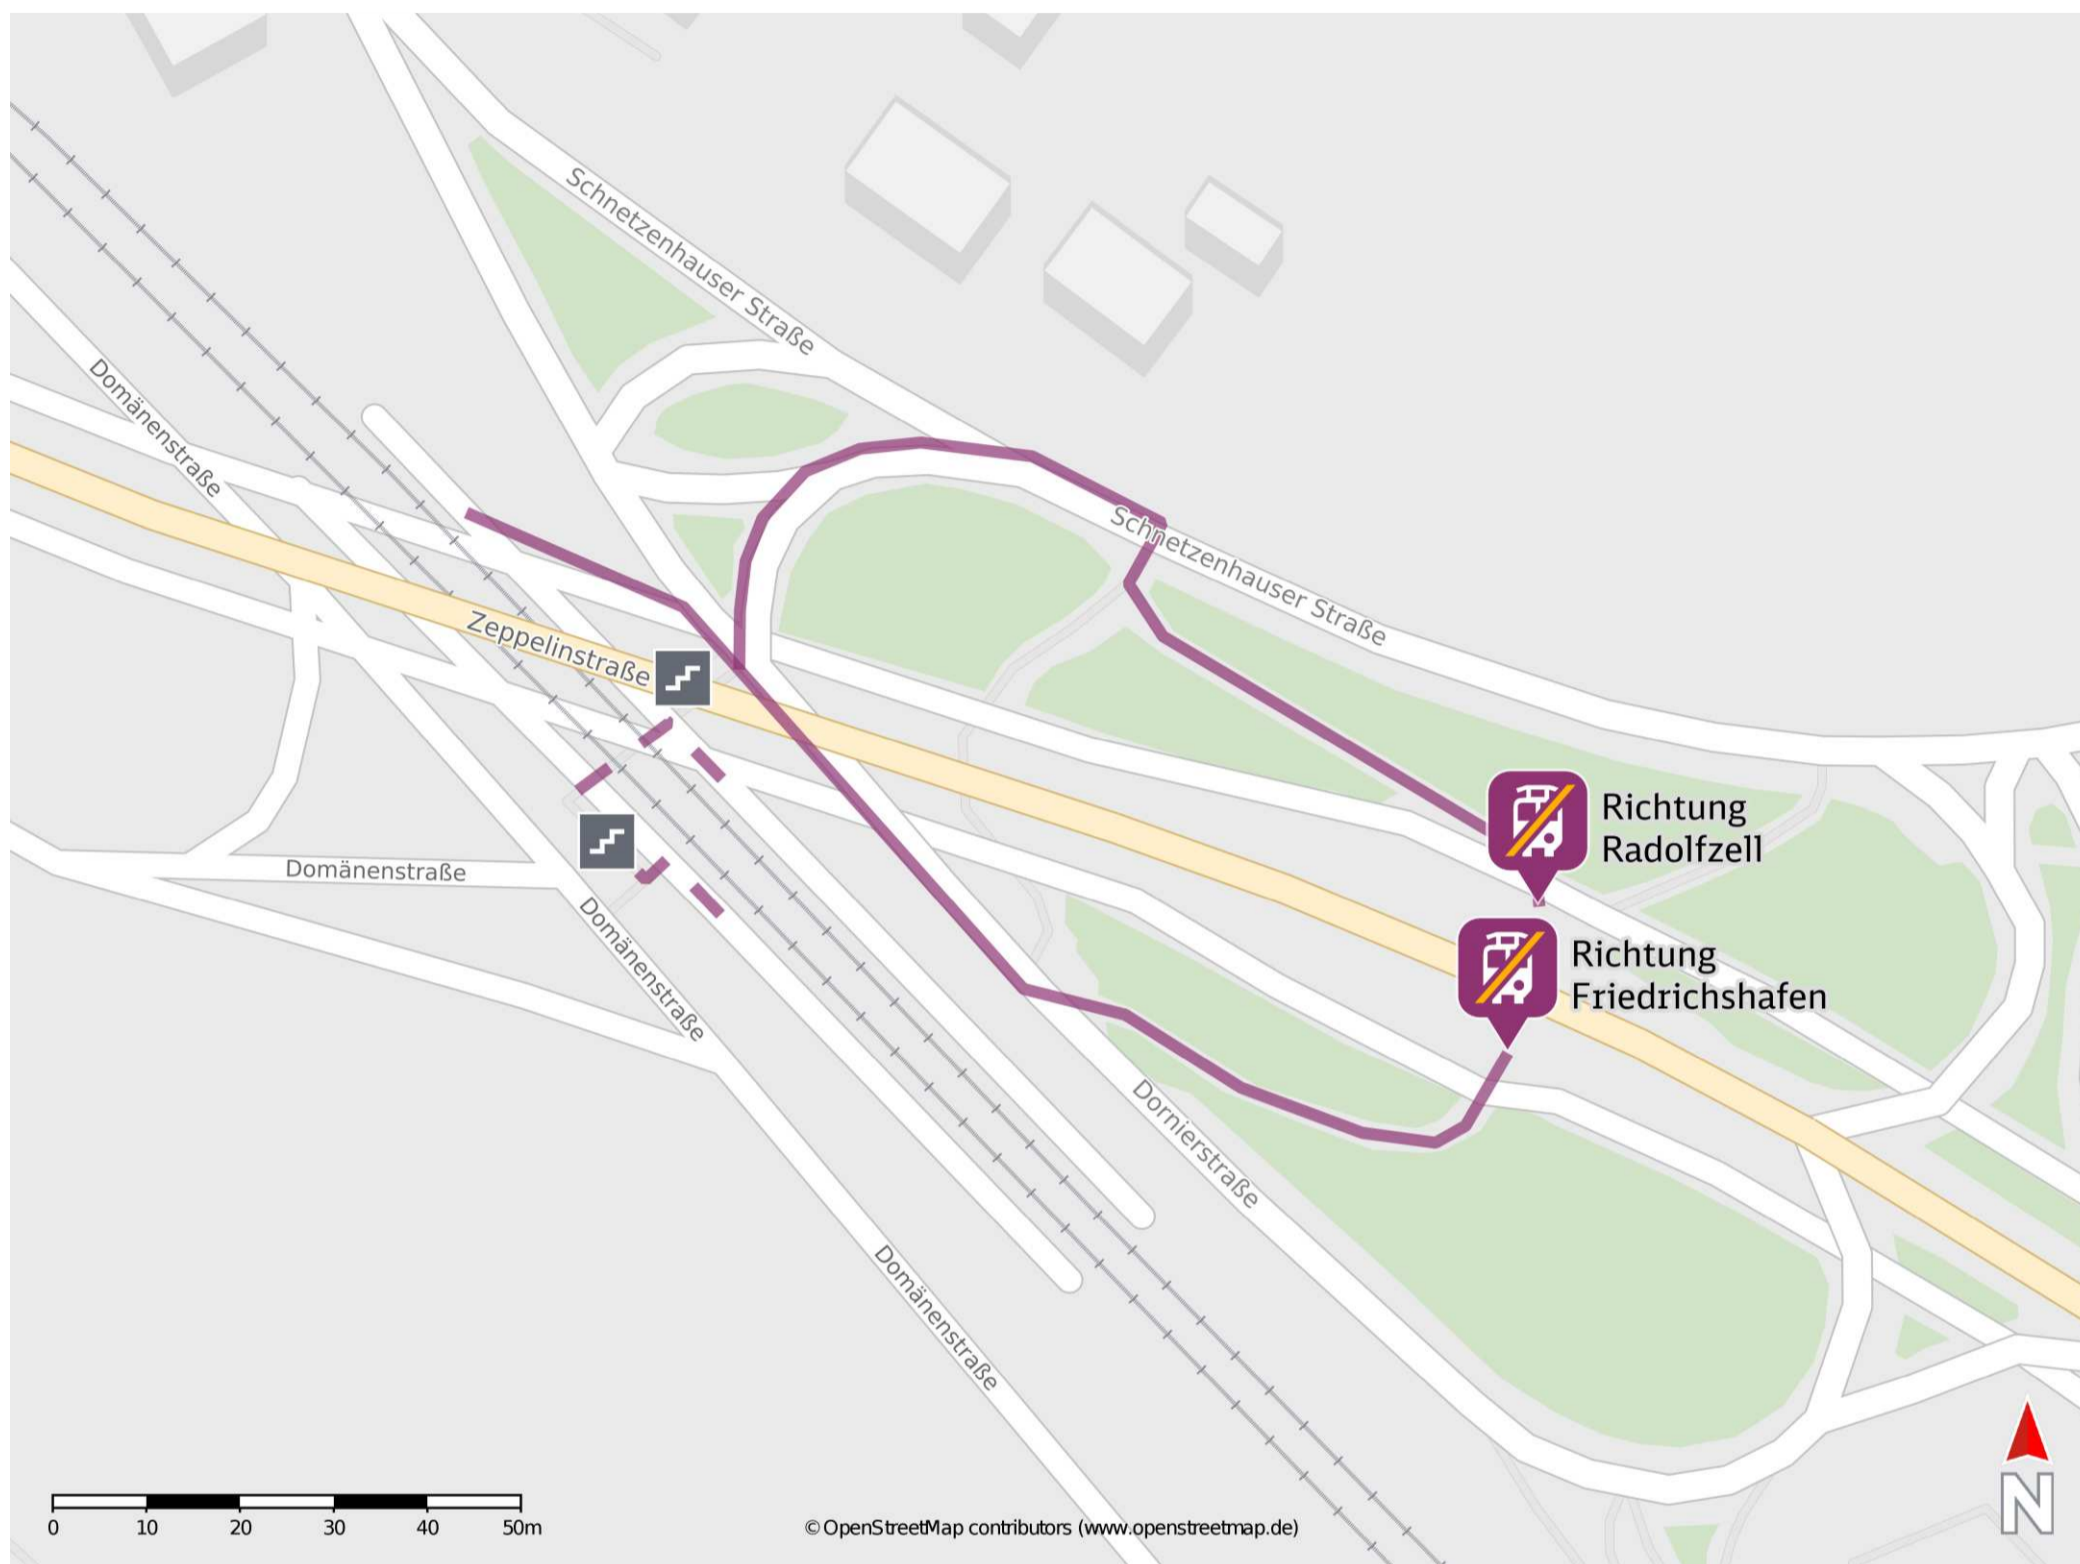 Schnetzenhauser Straße
Domänenstraße
Schnetzenhauser Straße
Zeppelinstraße
Richtung
Radolfzell
Domänenstraße
Domänenstraße
Richtung
Friedrichshafen
Dornierstraße
Domänenstraße
0 10 20 30 40 50m
© OpenStreetMap contributors (www.openstreetmap.de)
N